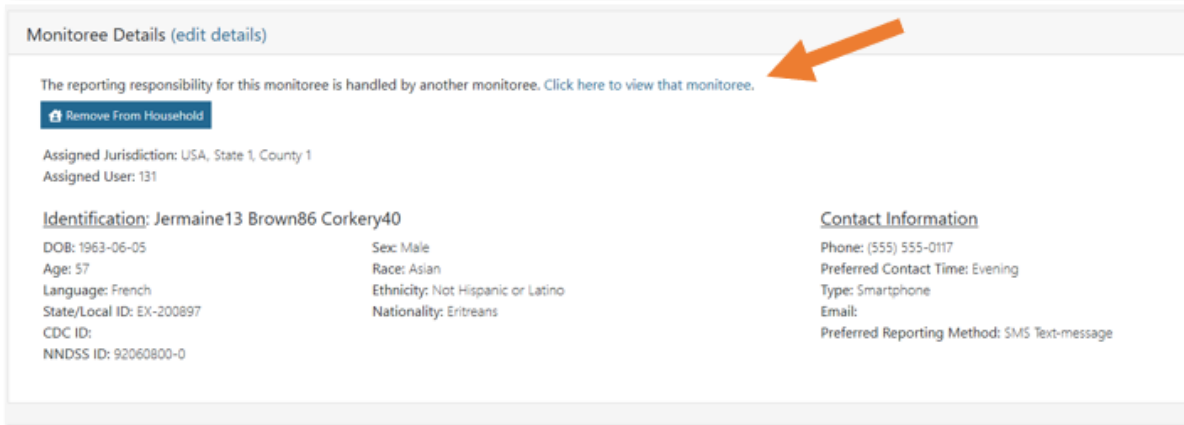 Monitoree Details (edit details)
The reporting responsibility for this monitoree is handled by another monitoree. Click here to view that monitoree.
Remove From Household
Assigned Jurisdiction: USA, State 1, County 1
Assigned User: 131
Identification: Jermaine13 Brown86 Corkery40
DOB: 1963-06-05
Age: 57
Language: French
State/Local ID: EX-200897
CDC ID:
NNDSS ID: 92060800-0
Sex: Male
Race: Asian
Ethnicity: Not Hispanic or Latino
Nationality: Eritreans
Contact Information
Phone: (555) 555-0117
Preferred Contact Time: Evening
Type: Smartphone
Email:
Preferred Reporting Method: SMS Text-message